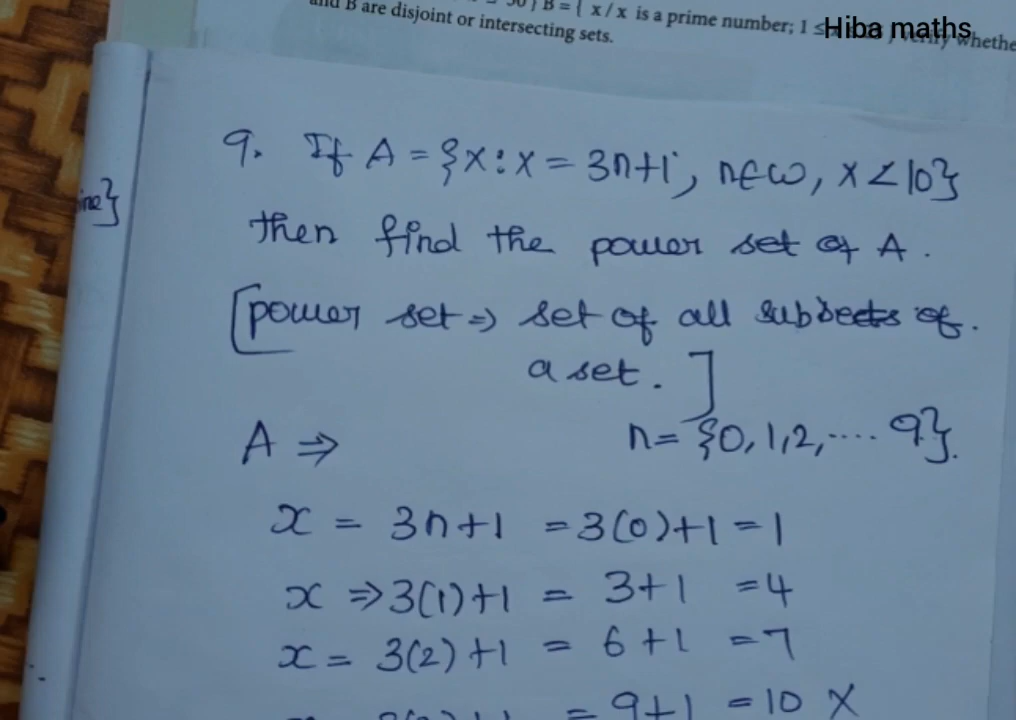 B = { x/x is a prime number; 1 ≤
Hiba maths
and B are disjoint or intersecting sets.
9. If A = {x : x = 3n+1, n∈ω, x < 10}
then find the power set of A.
[power set ⇒ set of all subsets of
a set.]
A ⇒ n = {0, 1, 2, .... 9}.
x = 3n+1 = 3(0)+1 = 1
x ⇒ 3(1)+1 = 3+1 = 4
x = 3(2)+1 = 6+1 = 7
= 9+1 = 10 X